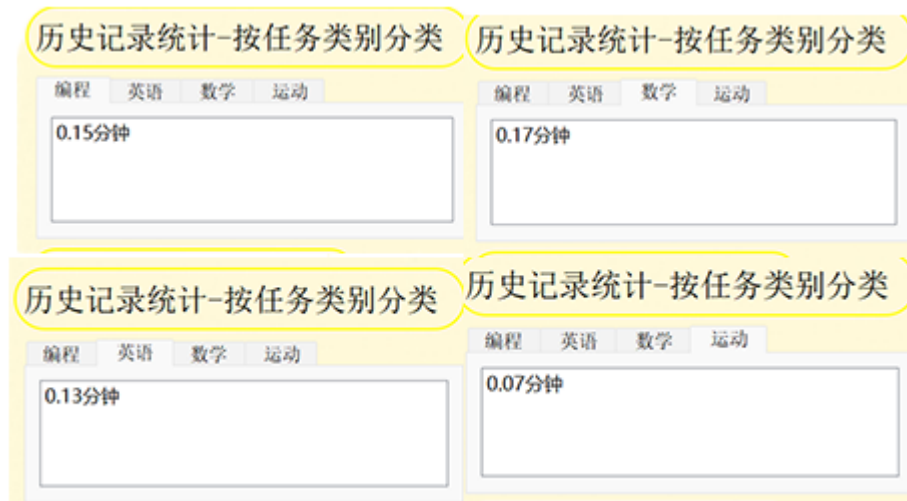 历史记录统计-按任务类别分类
编程 英语 数学 运动
0.15分钟
历史记录统计-按任务类别分类
编程 英语 数学 运动
0.17分钟
历史记录统计-按任务类别分类
编程 英语 数学 运动
0.13分钟
历史记录统计-按任务类别分类
编程 英语 数学 运动
0.07分钟